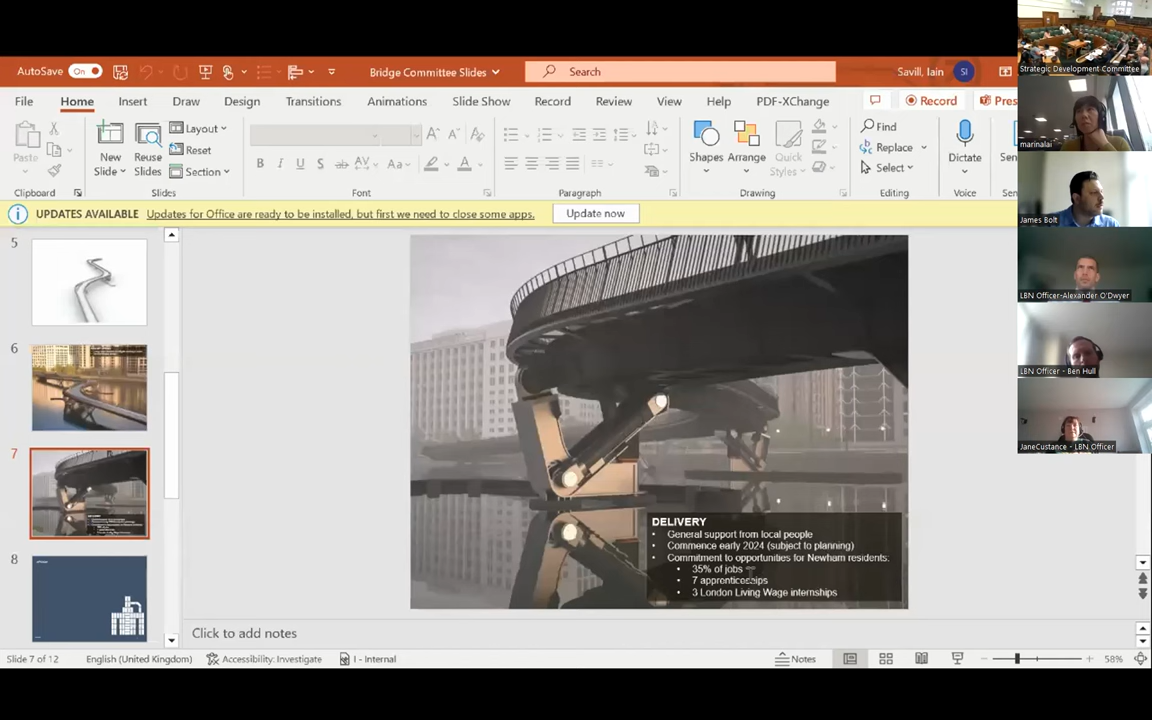 AutoSave On
Bridge Committee Slides
Search
Savill, Iain
SI
File Home Insert Draw Design Transitions Animations Slide Show Record Review View Help PDF-XChange
Record
Pres
Paste
New Slide
Reuse Slides
Layout
Reset
Section
Find
Replace
Select
Shapes Arrange Quick Styles
Dictate
Sen
Clipboard Slides Font Paragraph Drawing Editing Voice
UPDATES AVAILABLE Updates for Office are ready to be installed, but first we need to close some apps. Update now
5
6
7
8
DELIVERY
• General support from local people
• Commence early 2024 (subject to planning)
• Commitment to opportunities for Newham residents:
• 35% of jobs
• 7 apprenticeships
• 3 London Living Wage internships
Click to add notes
Slide 7 of 12 English (United Kingdom) Accessibility: Investigate I - Internal Notes 58%
Strategic Development Committee
marinalai
James Bolt
LBN Officer-Alexander O'Dwyer
LBN Officer - Ben Hull
JaneCustance - LBN Officer